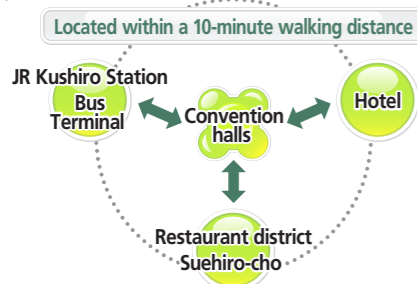 Located within a 10-minute walking distance
JR Kushiro Station
Bus
Terminal
Convention
halls
Hotel
Restaurant district
Suehiro-cho